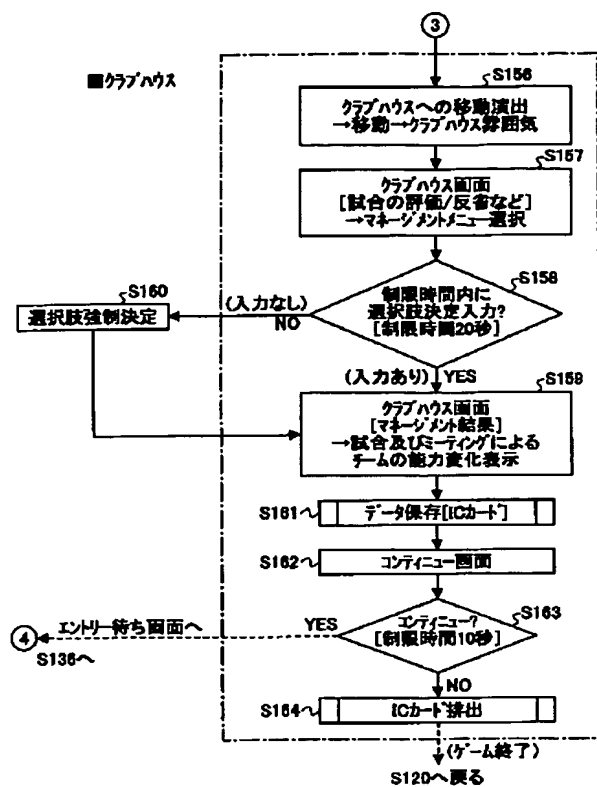 3
■クラブハウス
S156
クラブハウスへの移動演出
→移動→クラブハウス雰囲気
S157
クラブハウス画面
[試合の評価/反省など]
→マネージメントメニュー選択
S158
制限時間内に
選択肢決定入力?
[制限時間20秒]
(入力なし)
NO
S160
選択肢強制決定
(入力あり)
YES
S159
クラブハウス画面
[マネージメント結果]
→試合及びミーティングによる
チームの能力変化表示
S161
データ保存[ICカード]
S162
コンティニュー画面
S163
コンティニュー?
[制限時間10秒]
YES
エントリー待ち画面へ
4
S136へ
NO
S164
ICカード排出
(ゲーム終了)
S120へ戻る